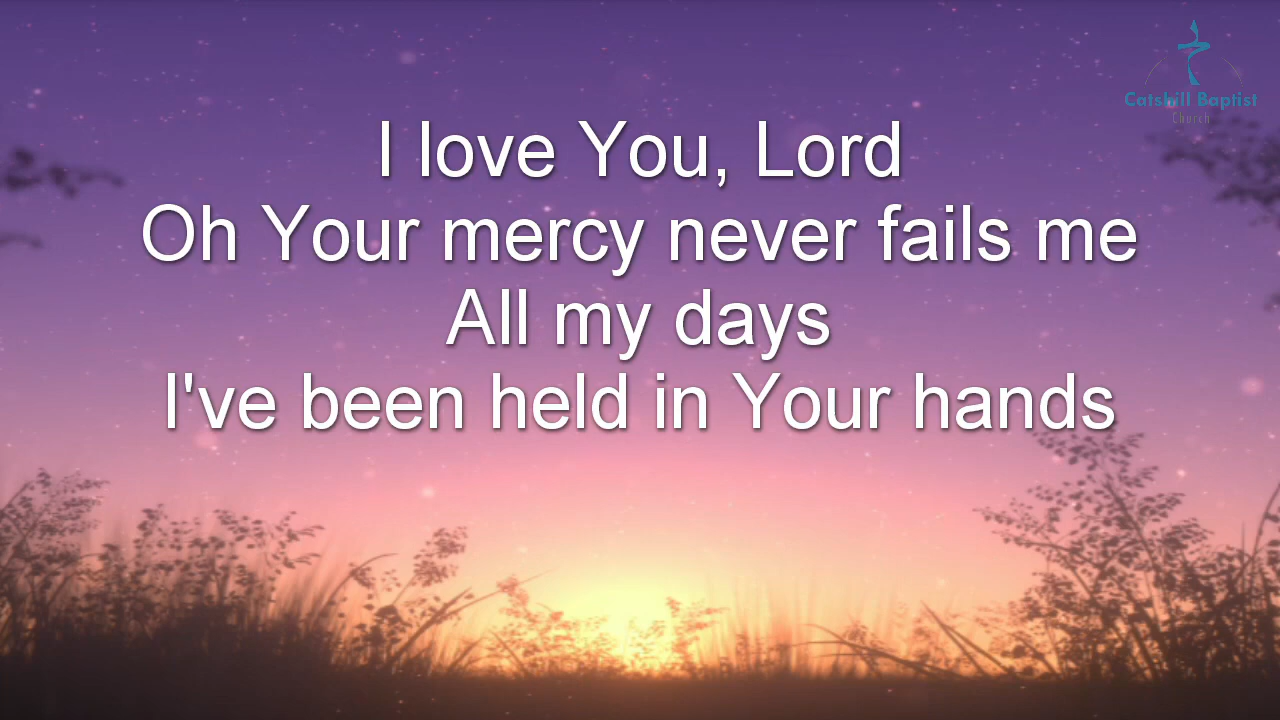 Catshill Baptist
Church
I love You, Lord
Oh Your mercy never fails me
All my days
I've been held in Your hands